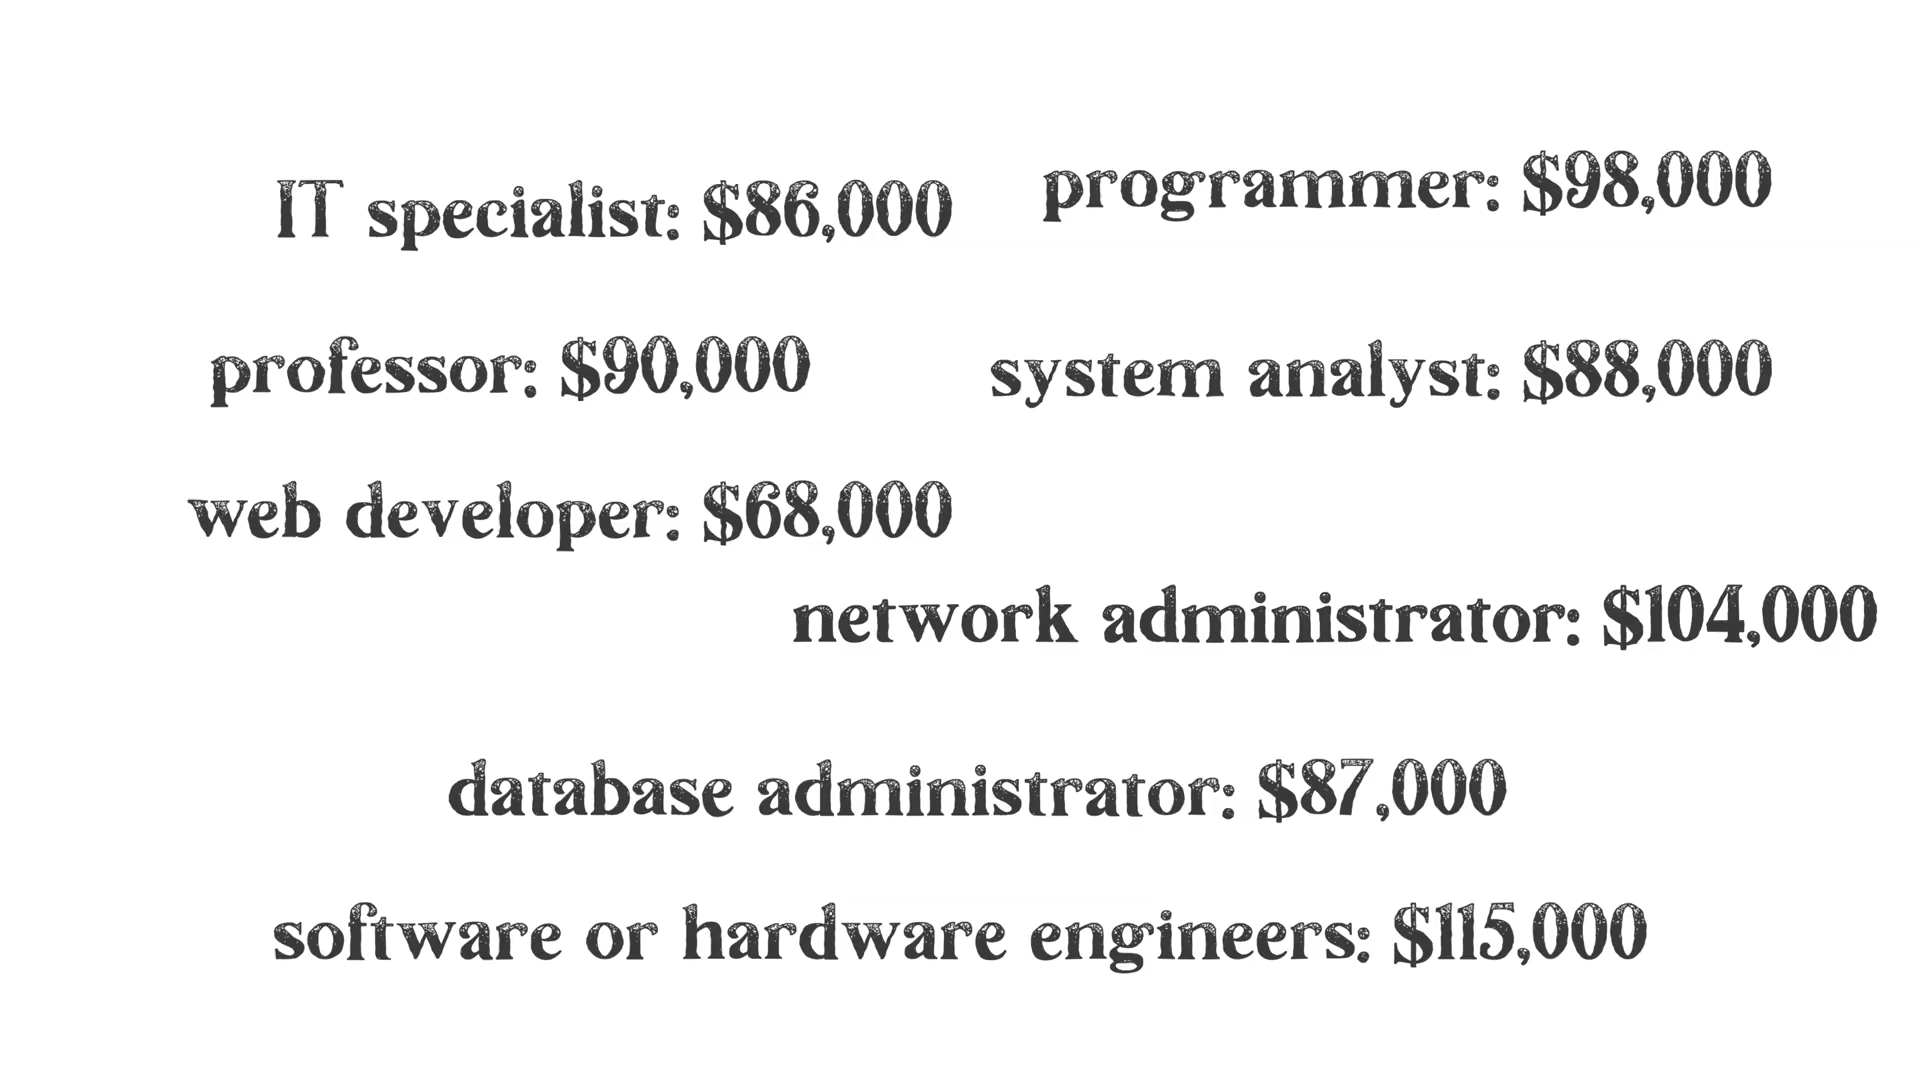 IT specialist: $86,000
programmer: $98,000
professor: $90,000
system analyst: $88,000
web developer: $68,000
network administrator: $104,000
database administrator: $87,000
software or hardware engineers: $115,000